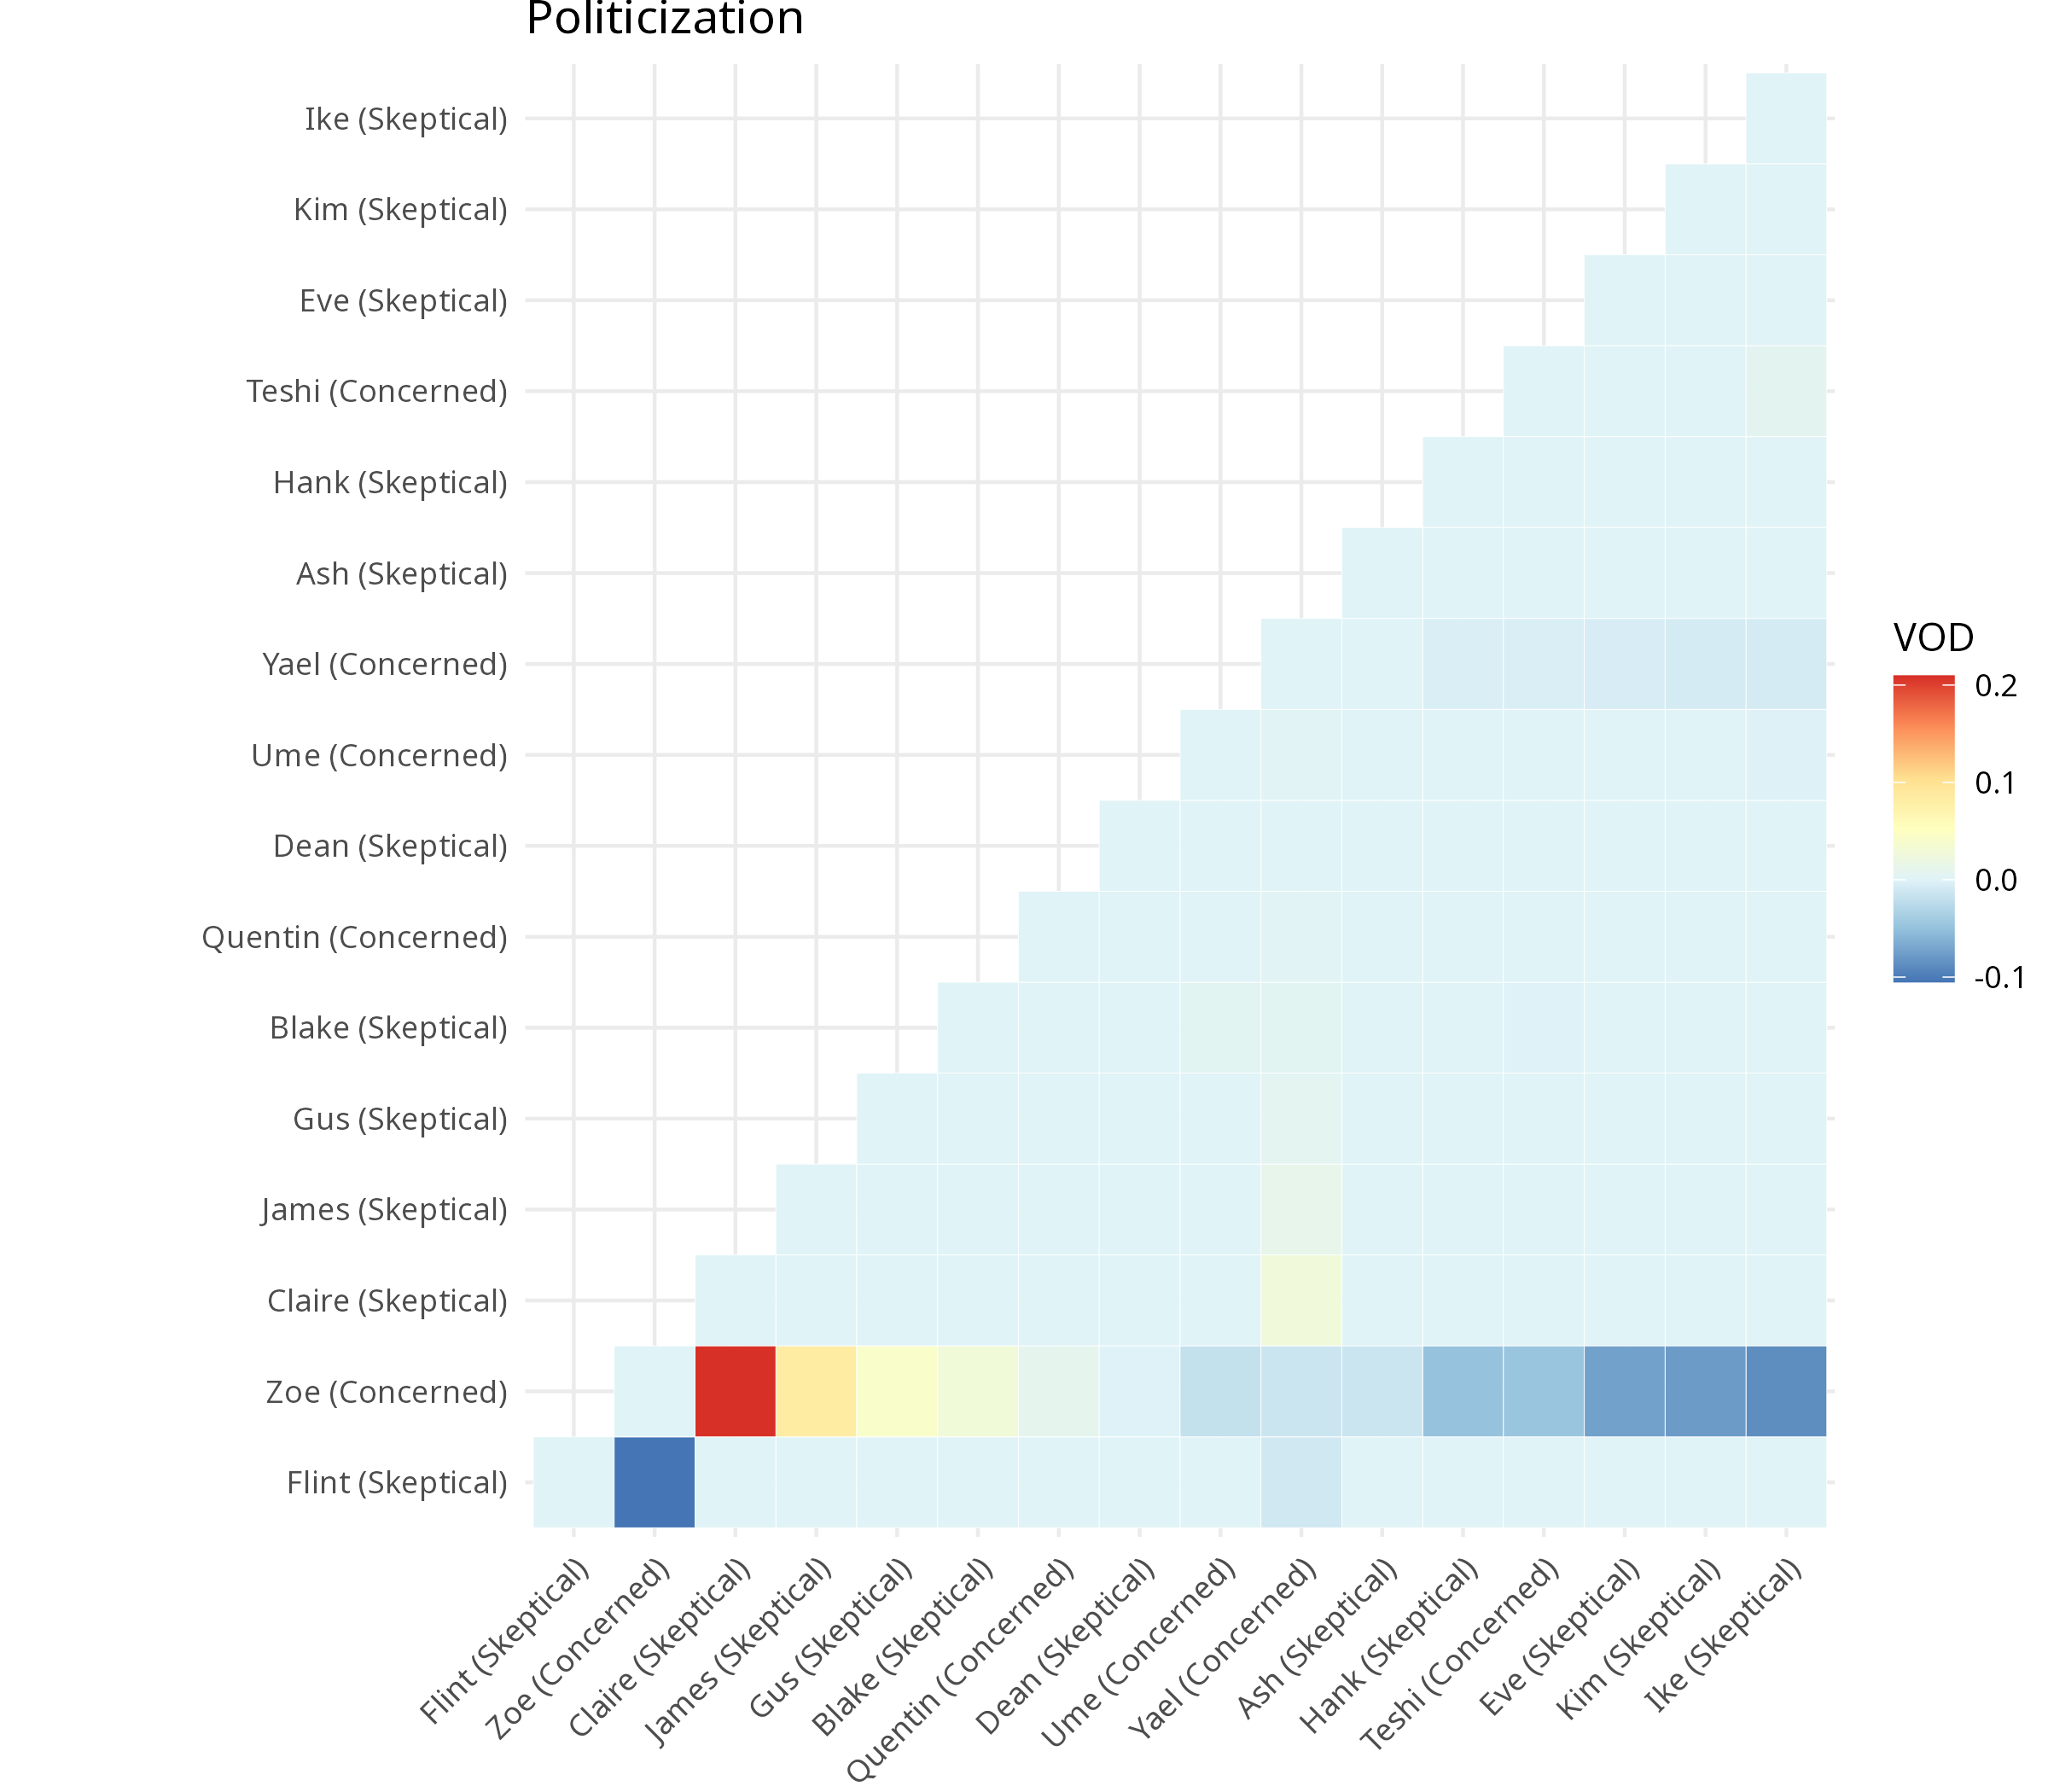 Politicization
Ike (Skeptical)
Kim (Skeptical)
Eve (Skeptical)
Teshi (Concerned)
Hank (Skeptical)
Ash (Skeptical)
Yael (Concerned)
Ume (Concerned)
Dean (Skeptical)
Quentin (Concerned)
Blake (Skeptical)
Gus (Skeptical)
James (Skeptical)
Claire (Skeptical)
Zoe (Concerned)
Flint (Skeptical)
Flint (Skeptical)
Zoe (Concerned)
Claire (Skeptical)
James (Skeptical)
Gus (Skeptical)
Blake (Skeptical)
Quentin (Concerned)
Dean (Skeptical)
Ume (Concerned)
Yael (Concerned)
Ash (Skeptical)
Hank (Skeptical)
Teshi (Concerned)
Eve (Skeptical)
Kim (Skeptical)
Ike (Skeptical)
VOD
0.2
0.1
0.0
-0.1